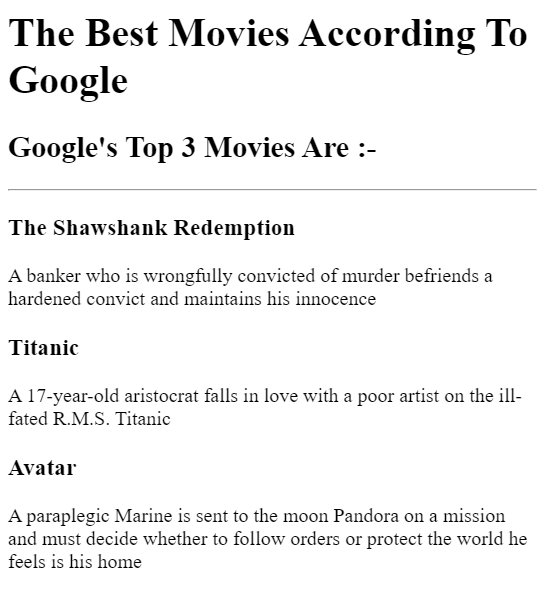 The Best Movies According To
Google
Google's Top 3 Movies Are :-
The Shawshank Redemption
A banker who is wrongfully convicted of murder befriends a
hardened convict and maintains his innocence
Titanic
A 17-year-old aristocrat falls in love with a poor artist on the ill-
fated R.M.S. Titanic
Avatar
A paraplegic Marine is sent to the moon Pandora on a mission
and must decide whether to follow orders or protect the world he
feels is his home